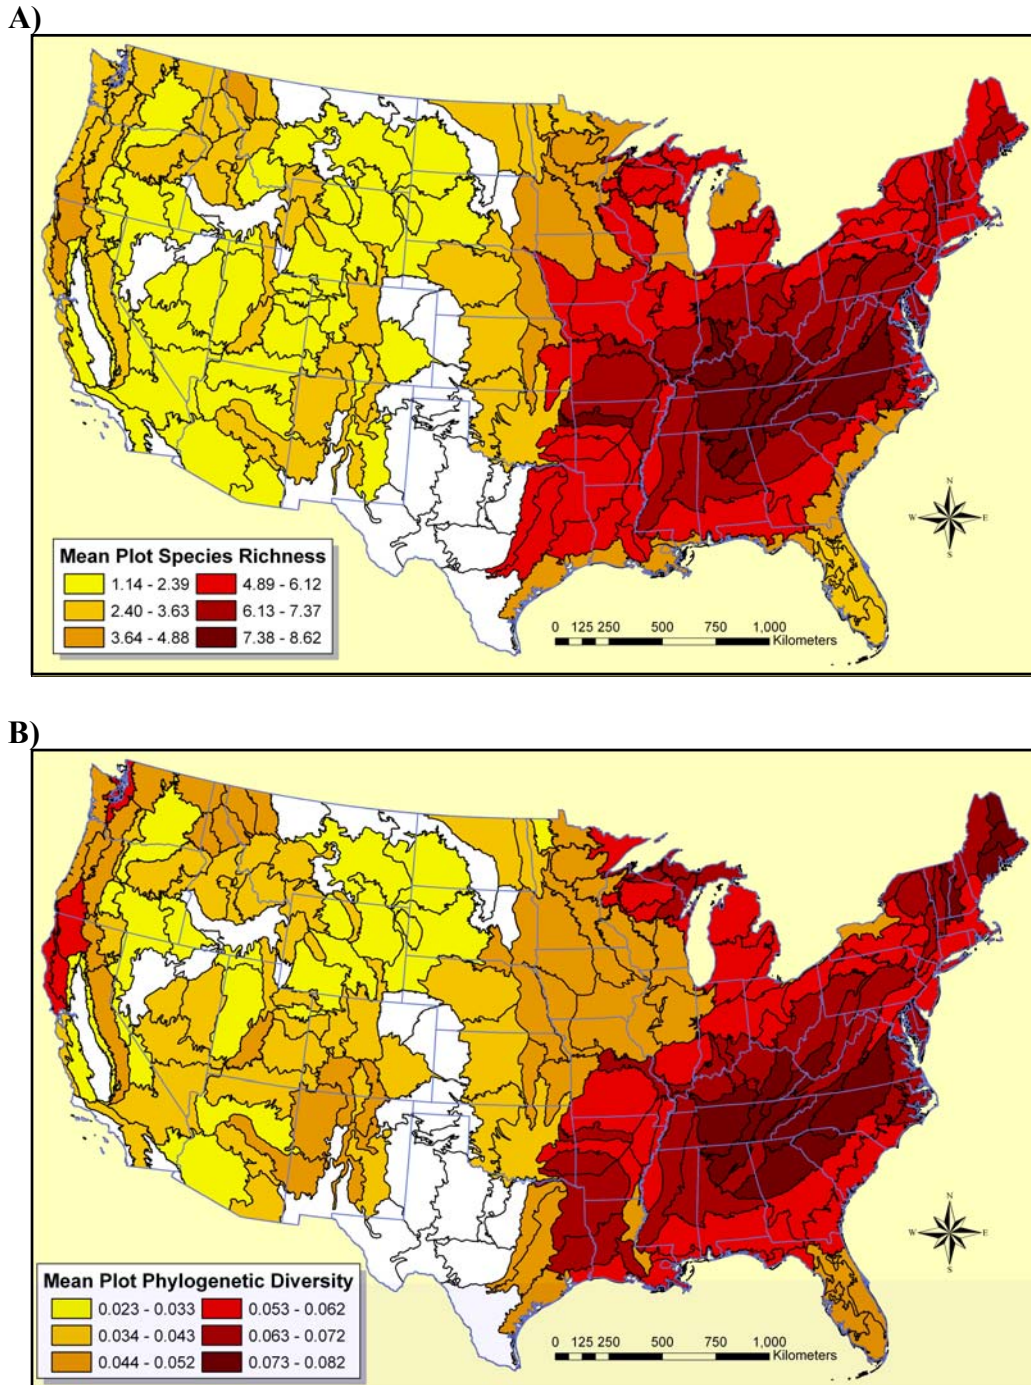 A)
N
W E
S
Mean Plot Species Richness
1.14 - 2.39 4.89 - 6.12
2.40 - 3.63 6.13 - 7.37
3.64 - 4.88 7.38 - 8.62
0 125 250 500 750 1,000
Kilometers
B)
N
W E
S
Mean Plot Phylogenetic Diversity
0.023 - 0.033 0.053 - 0.062
0.034 - 0.043 0.063 - 0.072
0.044 - 0.052 0.073 - 0.082
0 125 250 500 750 1,000
Kilometers